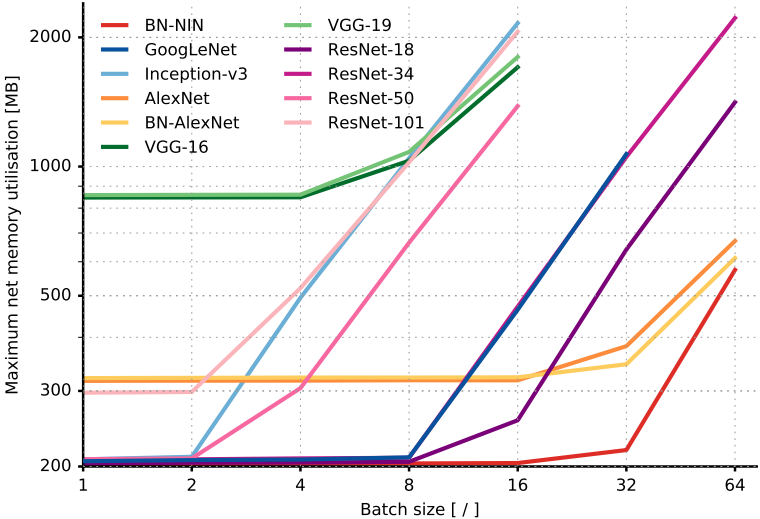 BN-NIN
GoogLeNet
Inception-v3
AlexNet
BN-AlexNet
VGG-16
VGG-19
ResNet-18
ResNet-34
ResNet-50
ResNet-101
Maximum net memory utilisation [MB]
2000
1000
500
300
200
1 2 4 8 16 32 64
Batch size [ / ]